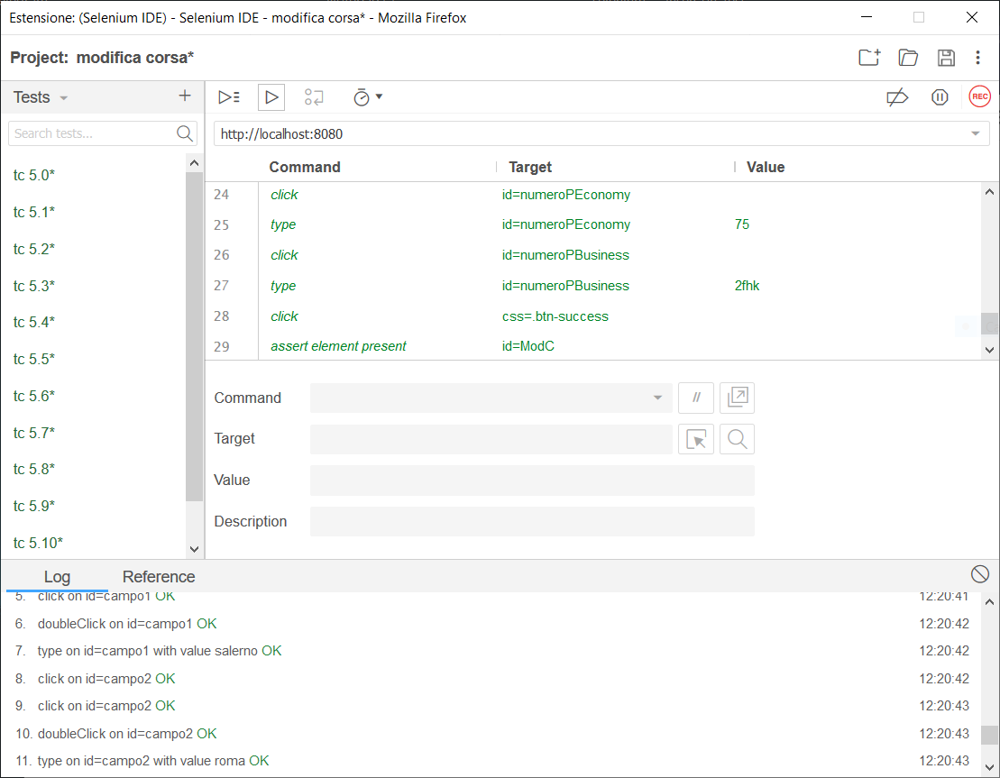 Estensione: (Selenium IDE) - Selenium IDE - modifica corsa* - Mozilla Firefox
Project: modifica corsa*
Tests
REC
Search tests...
http://localhost:8080
Command Target Value
tc 5.0*
tc 5.1*
tc 5.2*
tc 5.3*
tc 5.4*
tc 5.5*
tc 5.6*
tc 5.7*
tc 5.8*
tc 5.9*
tc 5.10*
24 click id=numeroPEconomy
25 type id=numeroPEconomy 75
26 click id=numeroPBusiness
27 type id=numeroPBusiness 2fhk
28 click css=.btn-success
29 assert element present id=ModC
Command //
Target
Value
Description
Log Reference
5. click on id=campo1 OK 12:20:41
6. doubleClick on id=campo1 OK 12:20:42
7. type on id=campo1 with value salerno OK 12:20:42
8. click on id=campo2 OK 12:20:42
9. click on id=campo2 OK 12:20:43
10. doubleClick on id=campo2 OK 12:20:43
11. type on id=campo2 with value roma OK 12:20:43